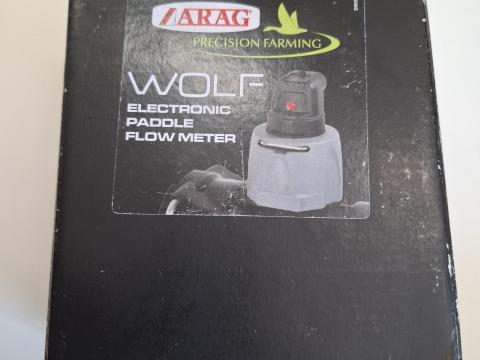 ARAG
PRECISION FARMING
WOLF
ELECTRONIC
PADDLE
FLOW METER